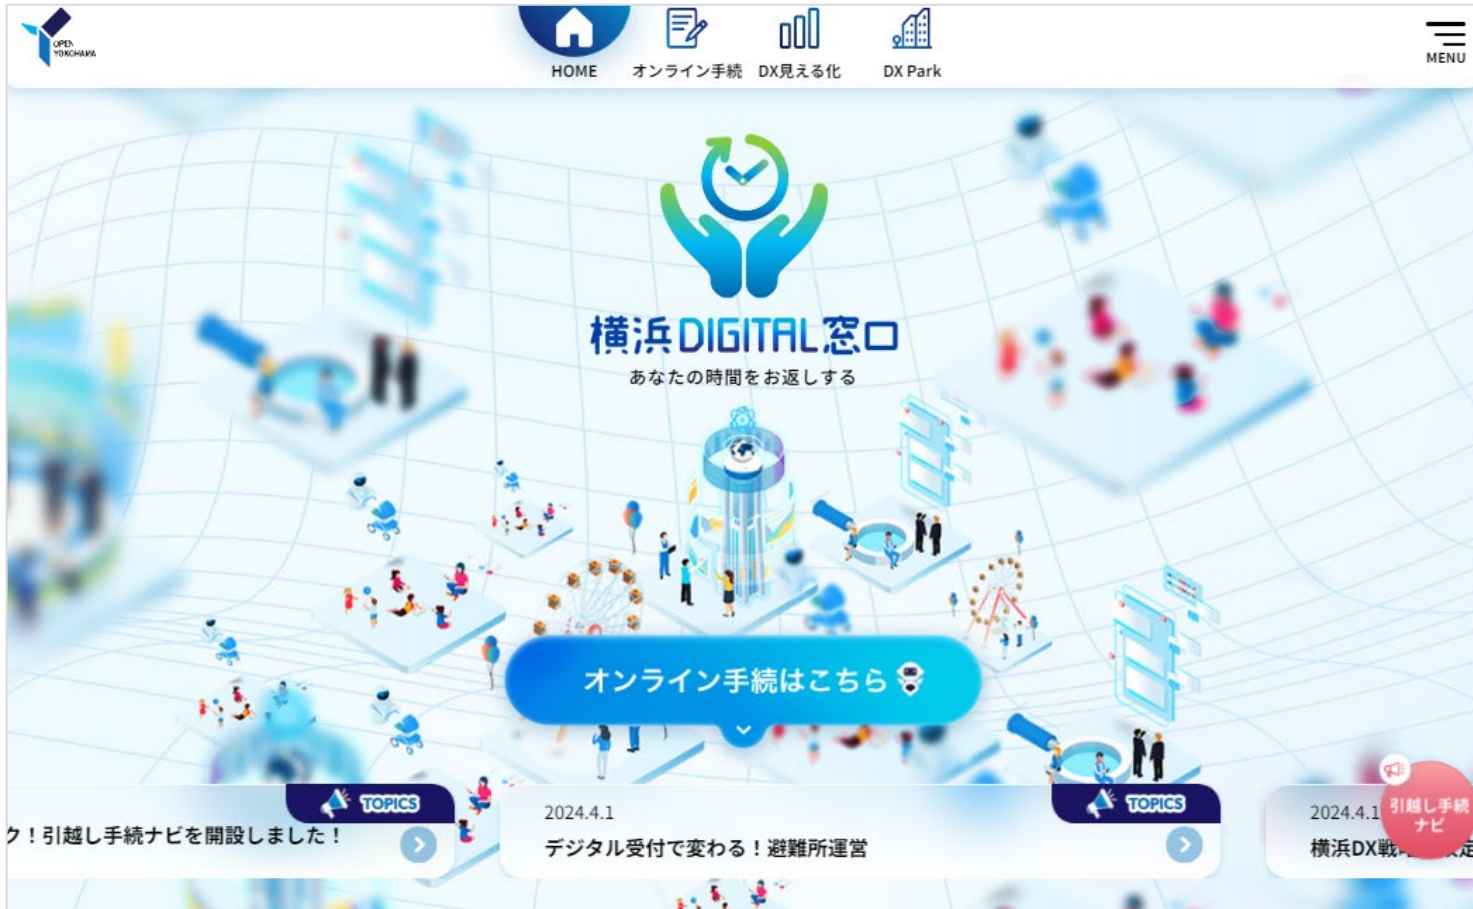 OPEN
YOKOHAMA
HOME
オンライン手続
DX見える化
DX Park
MENU
横浜DIGITAL窓口
あなたの時間をお返しする
オンライン手続はこちら
TOPICS
ク！引越し手続ナビを開設しました！
TOPICS
2024.4.1
デジタル受付で変わる！避難所運営
2024.4.1
横浜DX戦
引越し手続
ナビ